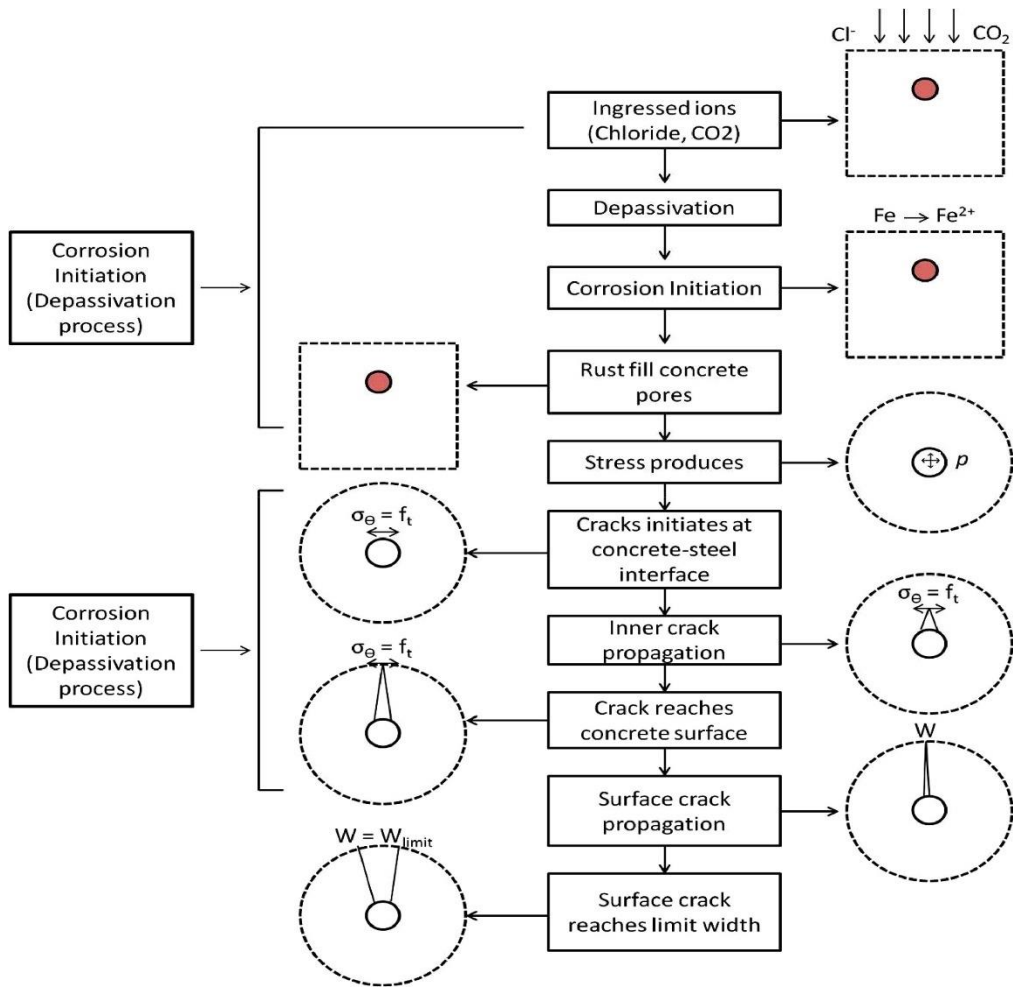 Cl⁻
CO₂
Ingressed ions
(Chloride, CO2)
Depassivation
Fe → Fe²⁺
Corrosion
Initiation
(Depassivation
process)
Corrosion Initiation
Rust fill concrete
pores
Stress produces
p
σ_Θ = f_t
Cracks initiates at
concrete-steel
interface
σ_Θ = f_t
Corrosion
Initiation
(Depassivation
process)
Inner crack
propagation
σ_Θ = f_t
Crack reaches
concrete surface
W
Surface crack
propagation
W = W_limit
Surface crack
reaches limit width